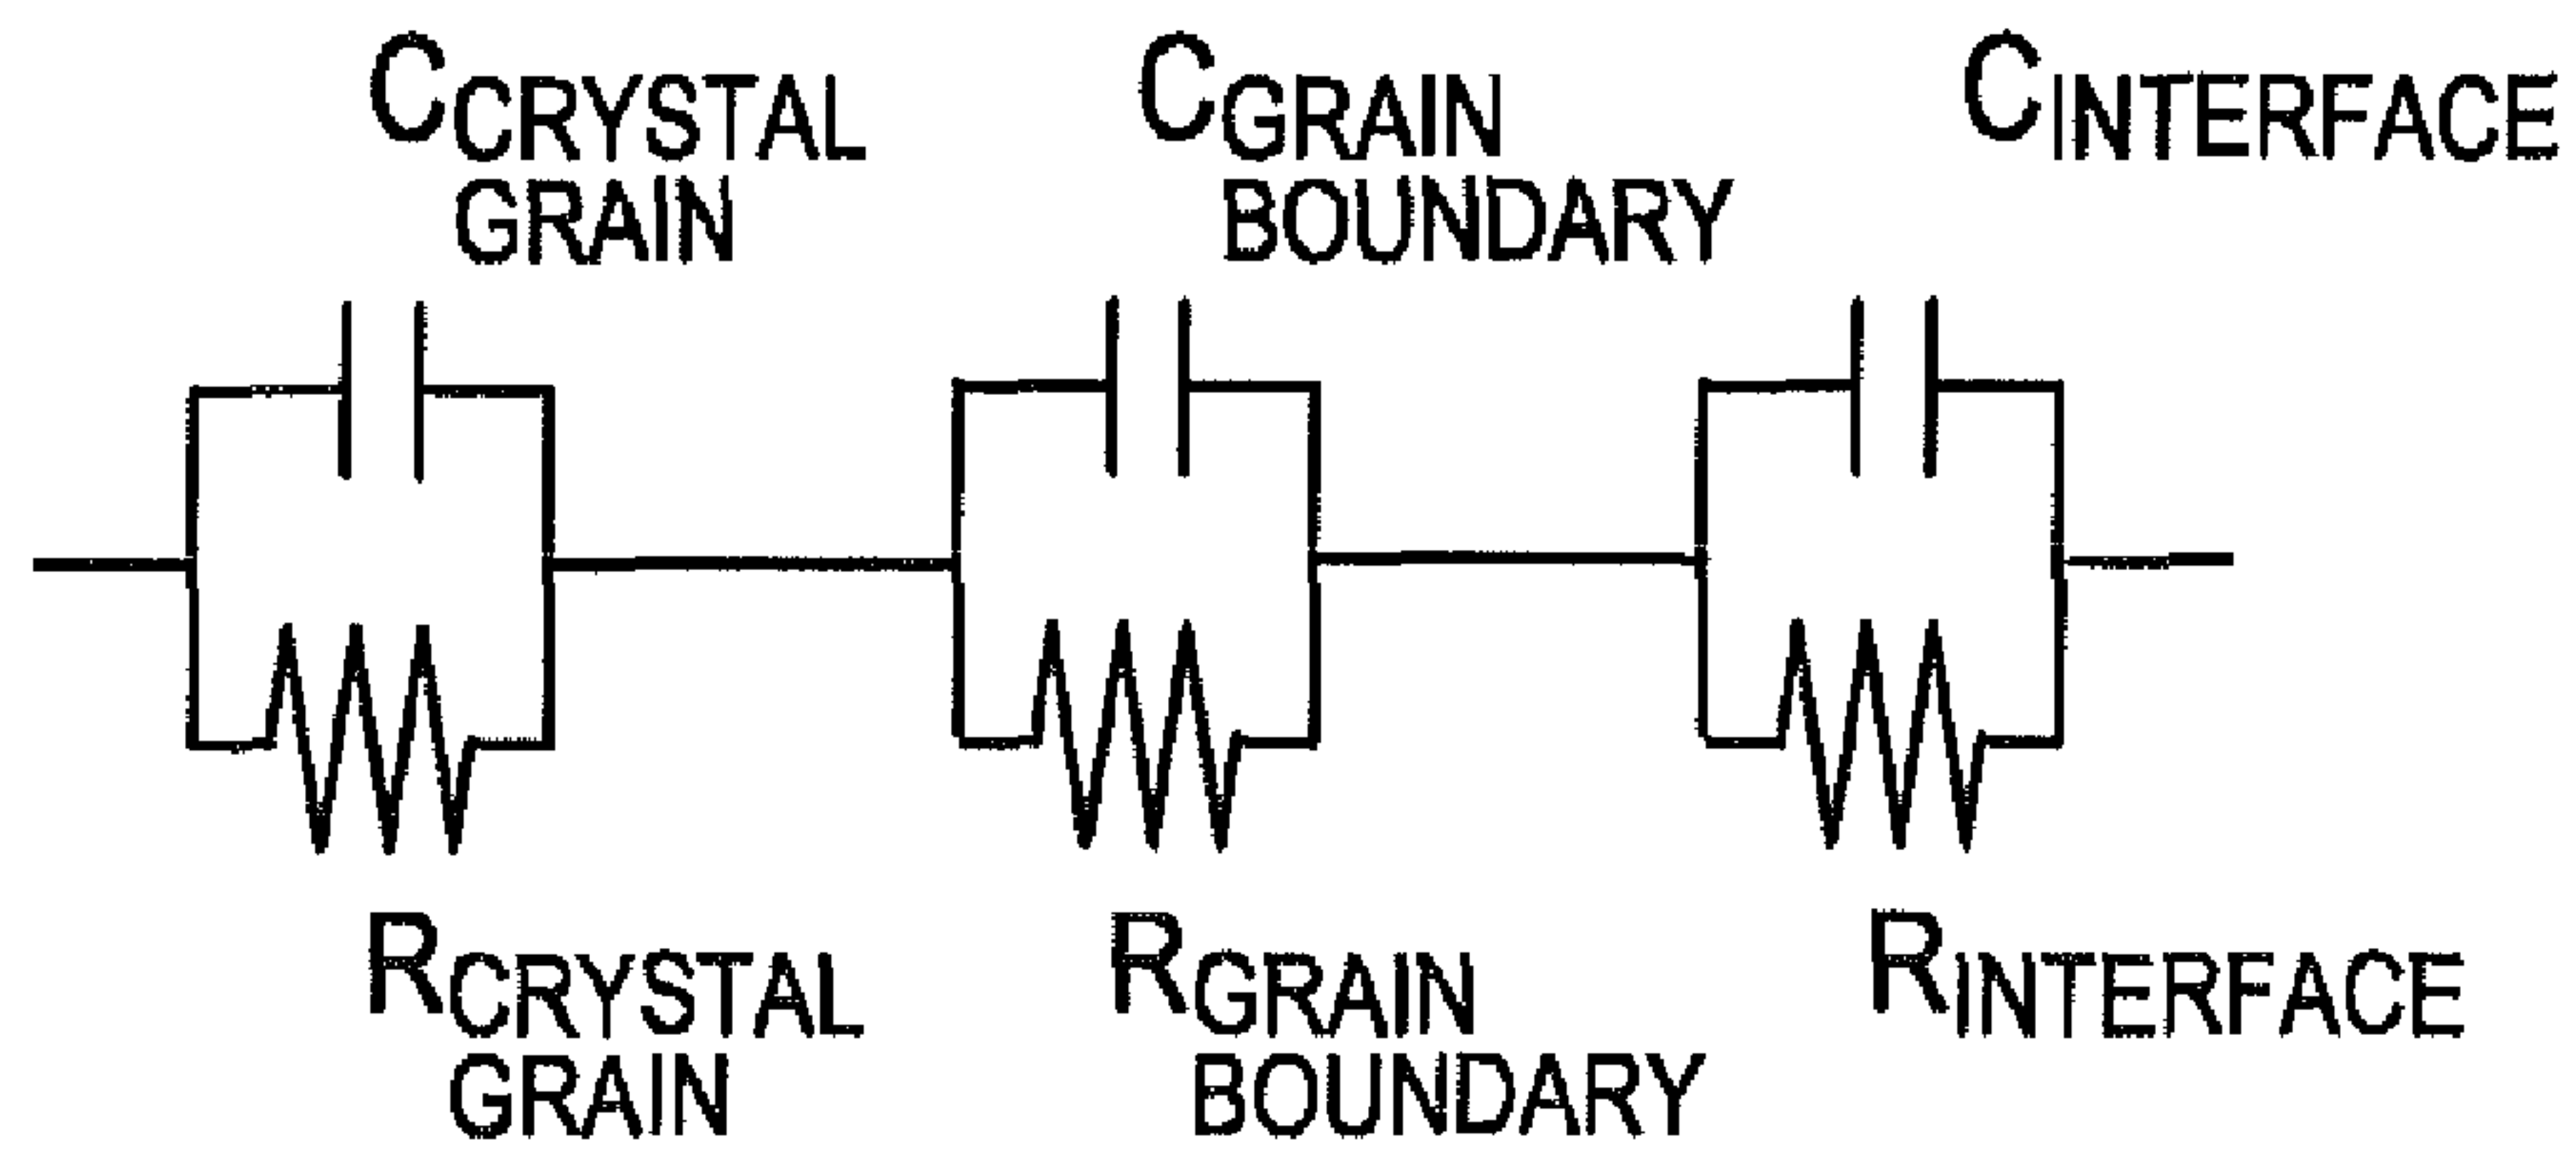 CCRYSTAL GRAIN
CGRAIN BOUNDARY
CINTERFACE
RCRYSTAL GRAIN
RGRAIN BOUNDARY
RINTERFACE